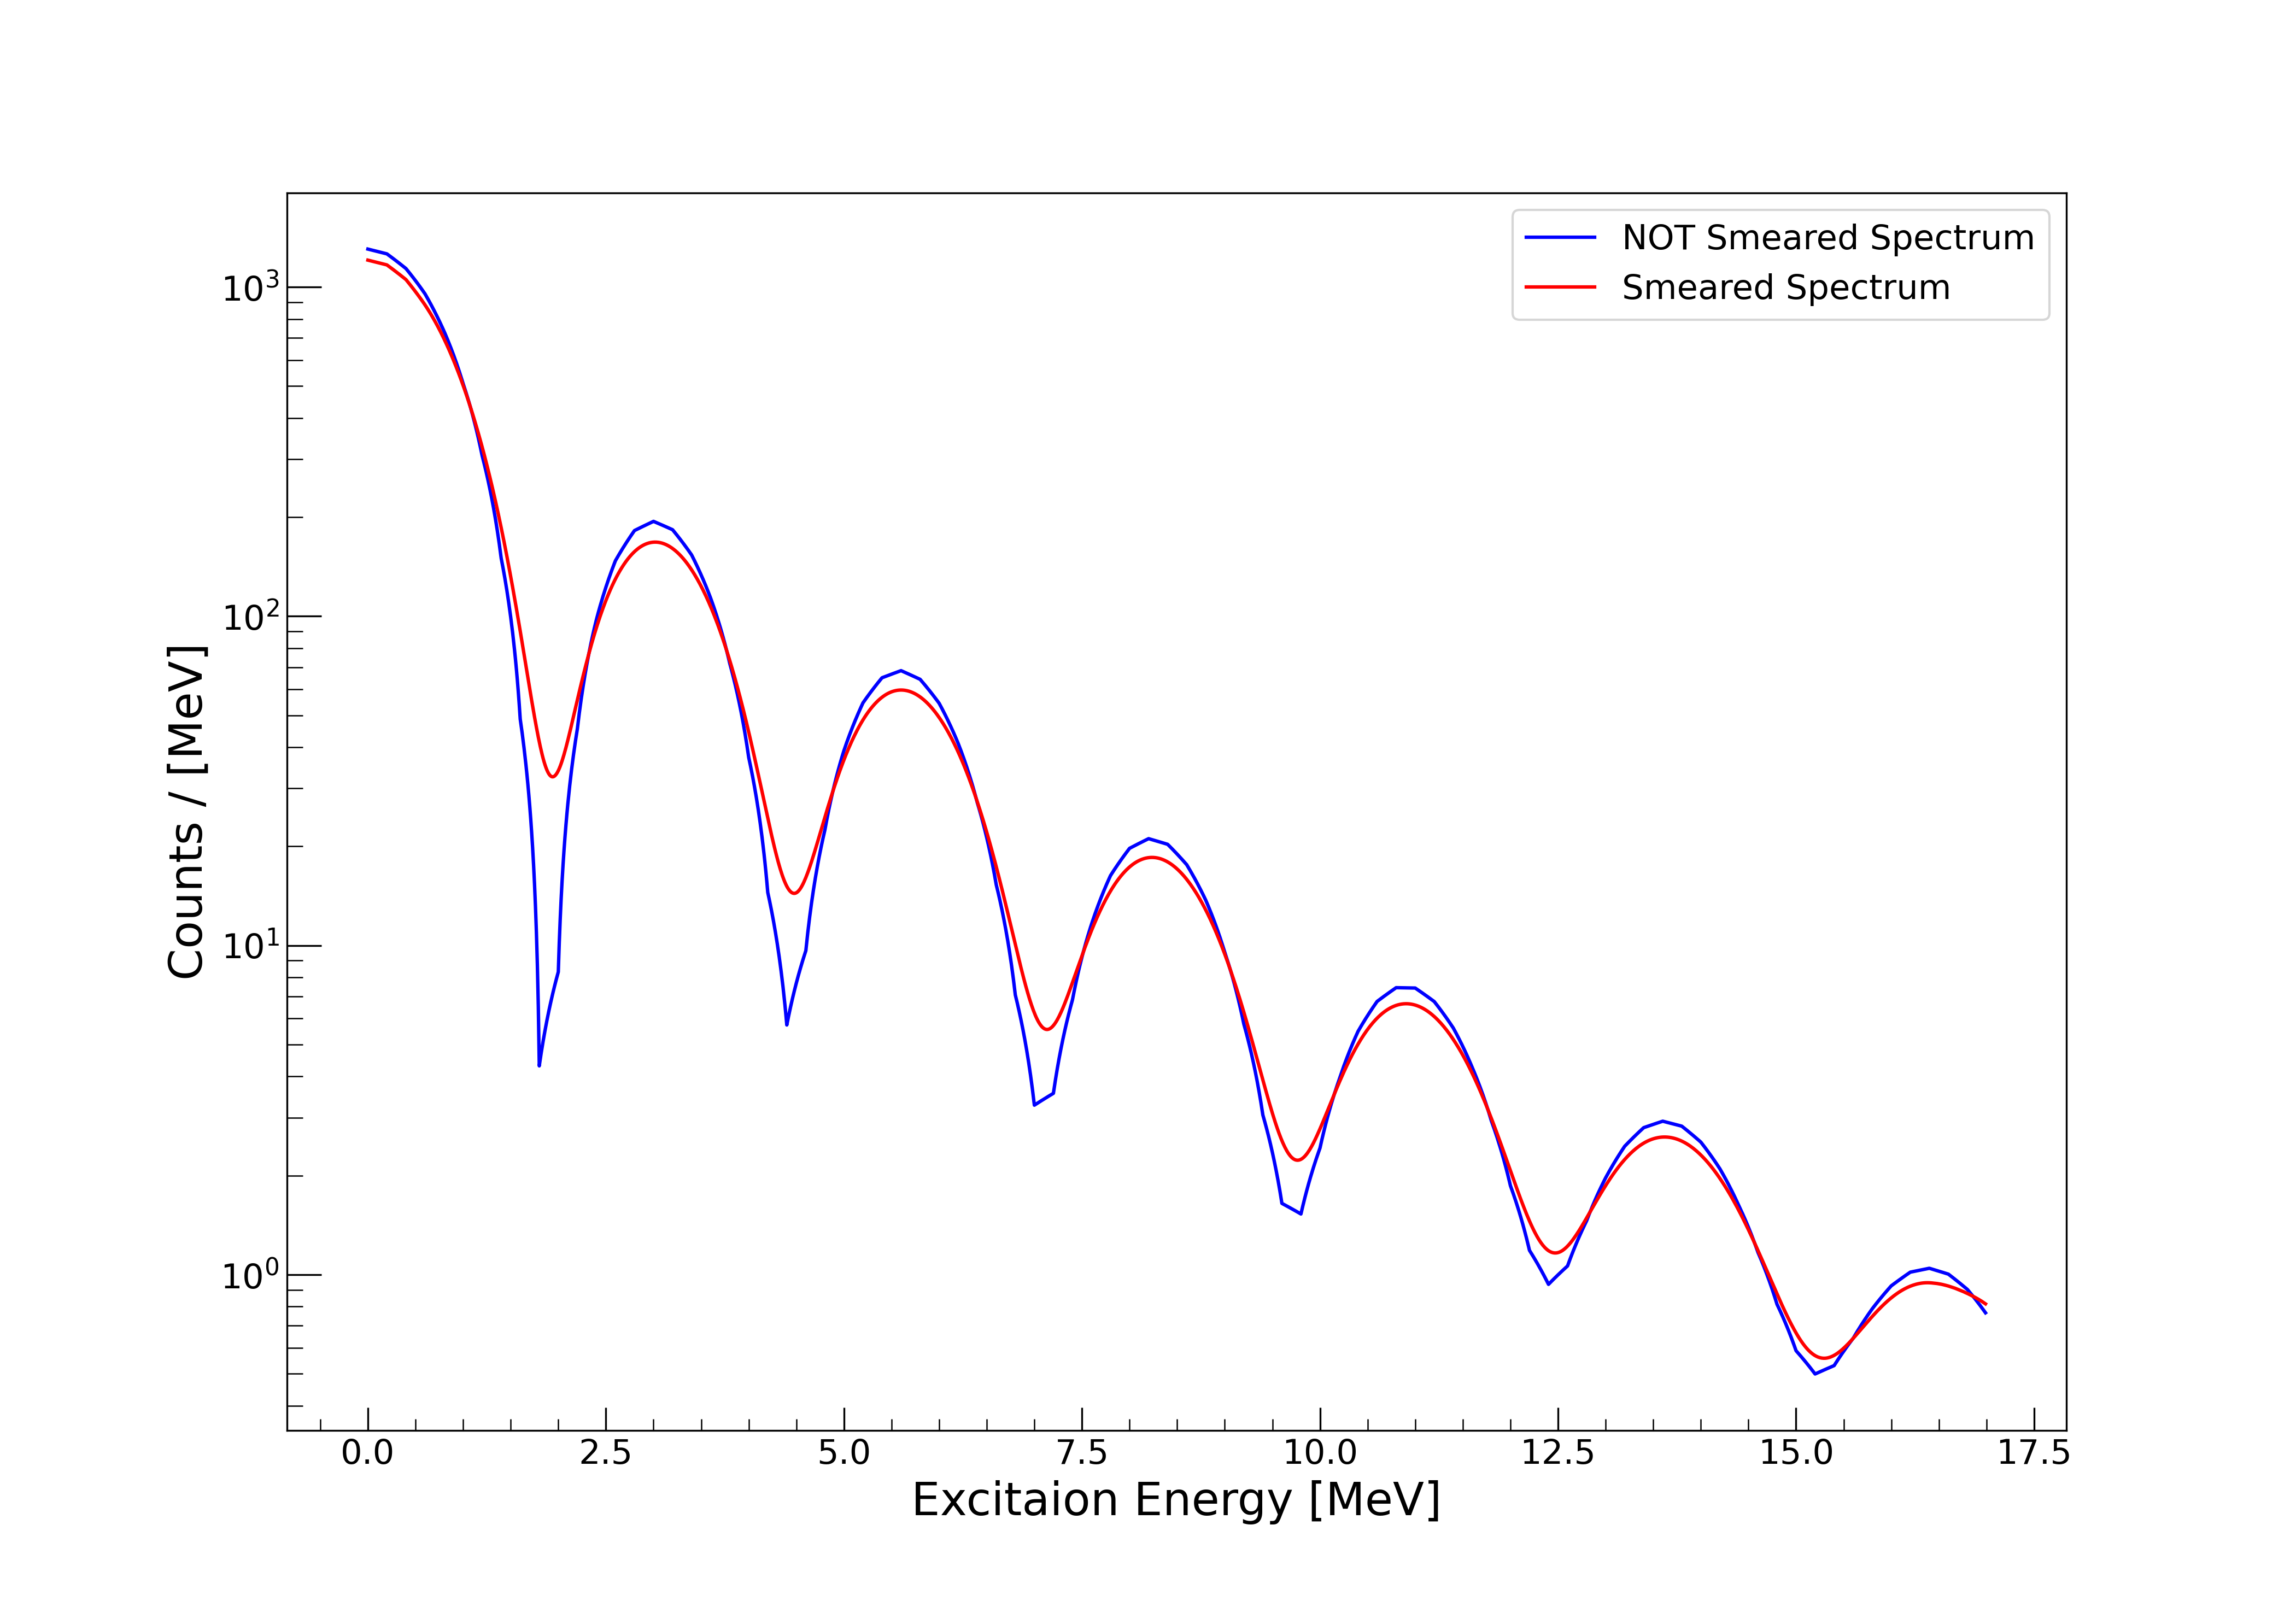 NOT Smeared Spectrum
Smeared Spectrum
10³
10²
10¹
10⁰
Counts / [MeV]
0.0 2.5 5.0 7.5 10.0 12.5 15.0 17.5
Excitaion Energy [MeV]